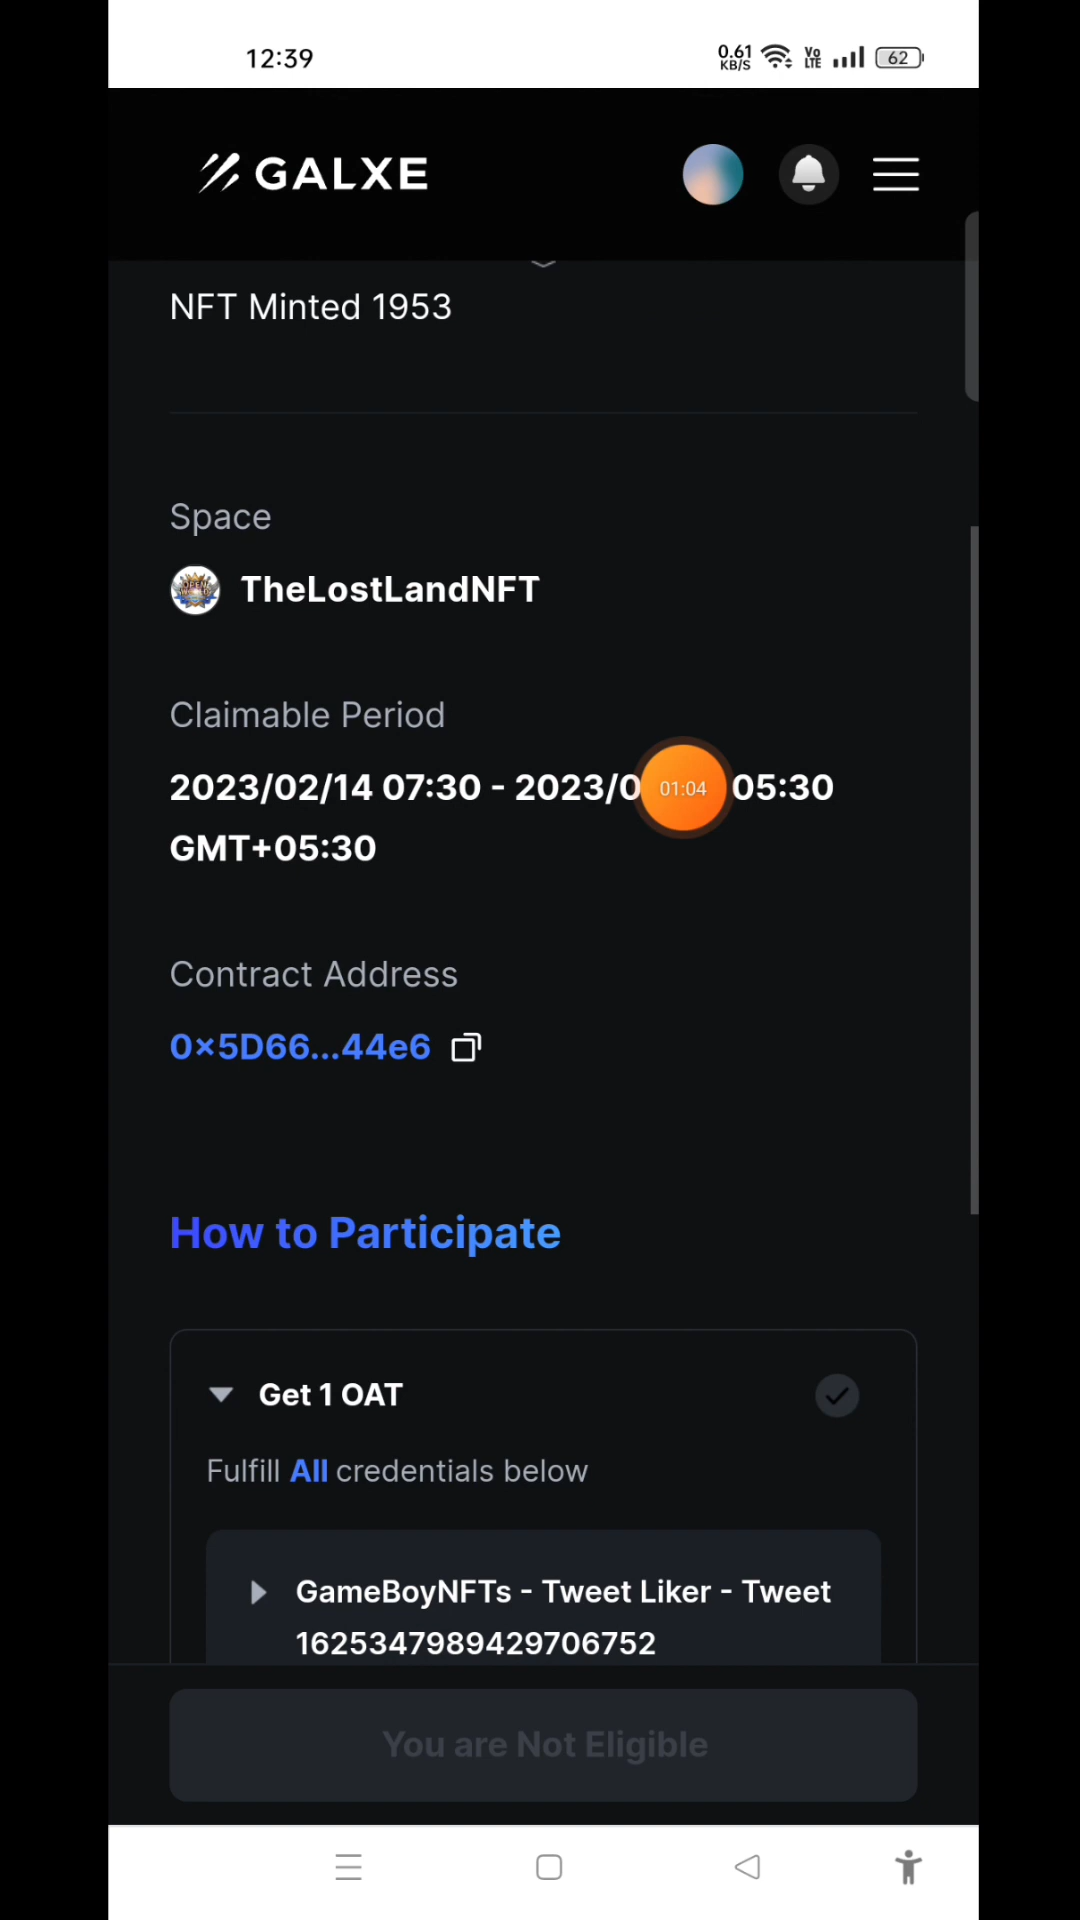 12:39
0.61 KB/S Vo LTE 62
GALXE
NFT Minted 1953
Space
TheLostLandNFT
Claimable Period
2023/02/14 07:30 - 2023/0 01:04 05:30
GMT+05:30
Contract Address
0x5D66...44e6
How to Participate
Get 1 OAT
Fulfill All credentials below
GameBoyNFTs - Tweet Liker - Tweet
1625347989429706752
You are Not Eligible